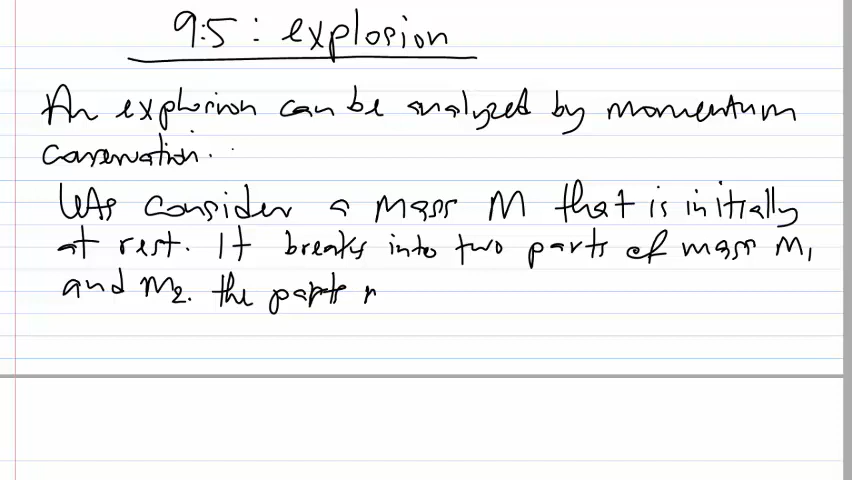 9.5 : explosion
An explosion can be analyzed by momentum
conservation.
Let's consider a mass M that is initially
at rest. It breaks into two parts of mass m1
and m2. the parts